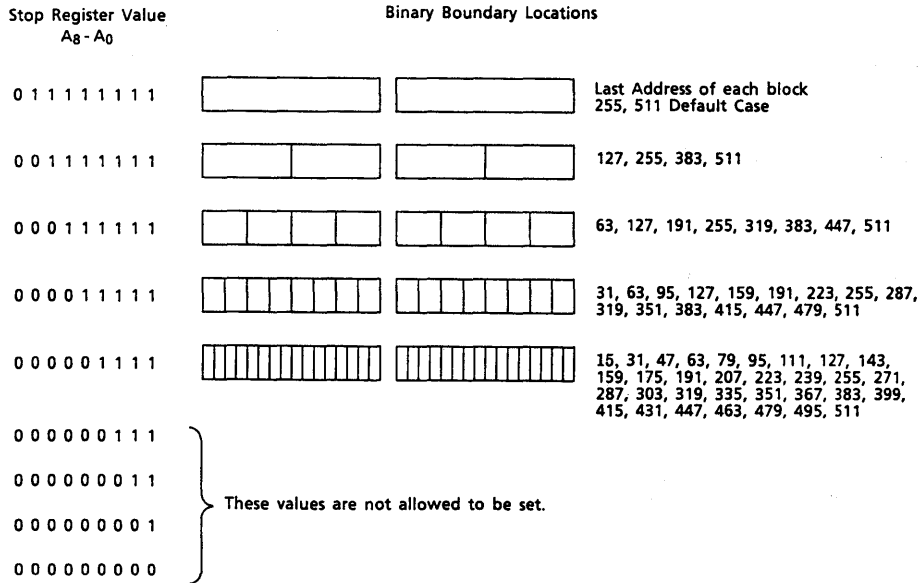 Stop Register Value Binary Boundary Locations
A8 - A0
0 1 1 1 1 1 1 1 1 Last Address of each block
255, 511 Default Case
0 0 1 1 1 1 1 1 1 127, 255, 383, 511
0 0 0 1 1 1 1 1 1 63, 127, 191, 255, 319, 383, 447, 511
0 0 0 0 1 1 1 1 1 31, 63, 95, 127, 159, 191, 223, 255, 287,
319, 351, 383, 415, 447, 479, 511
0 0 0 0 0 1 1 1 1 15, 31, 47, 63, 79, 95, 111, 127, 143,
159, 175, 191, 207, 223, 239, 255, 271,
287, 303, 319, 335, 351, 367, 383, 399,
415, 431, 447, 463, 479, 495, 511
0 0 0 0 0 0 1 1 1
0 0 0 0 0 0 0 1 1
These values are not allowed to be set.
0 0 0 0 0 0 0 0 1
0 0 0 0 0 0 0 0 0